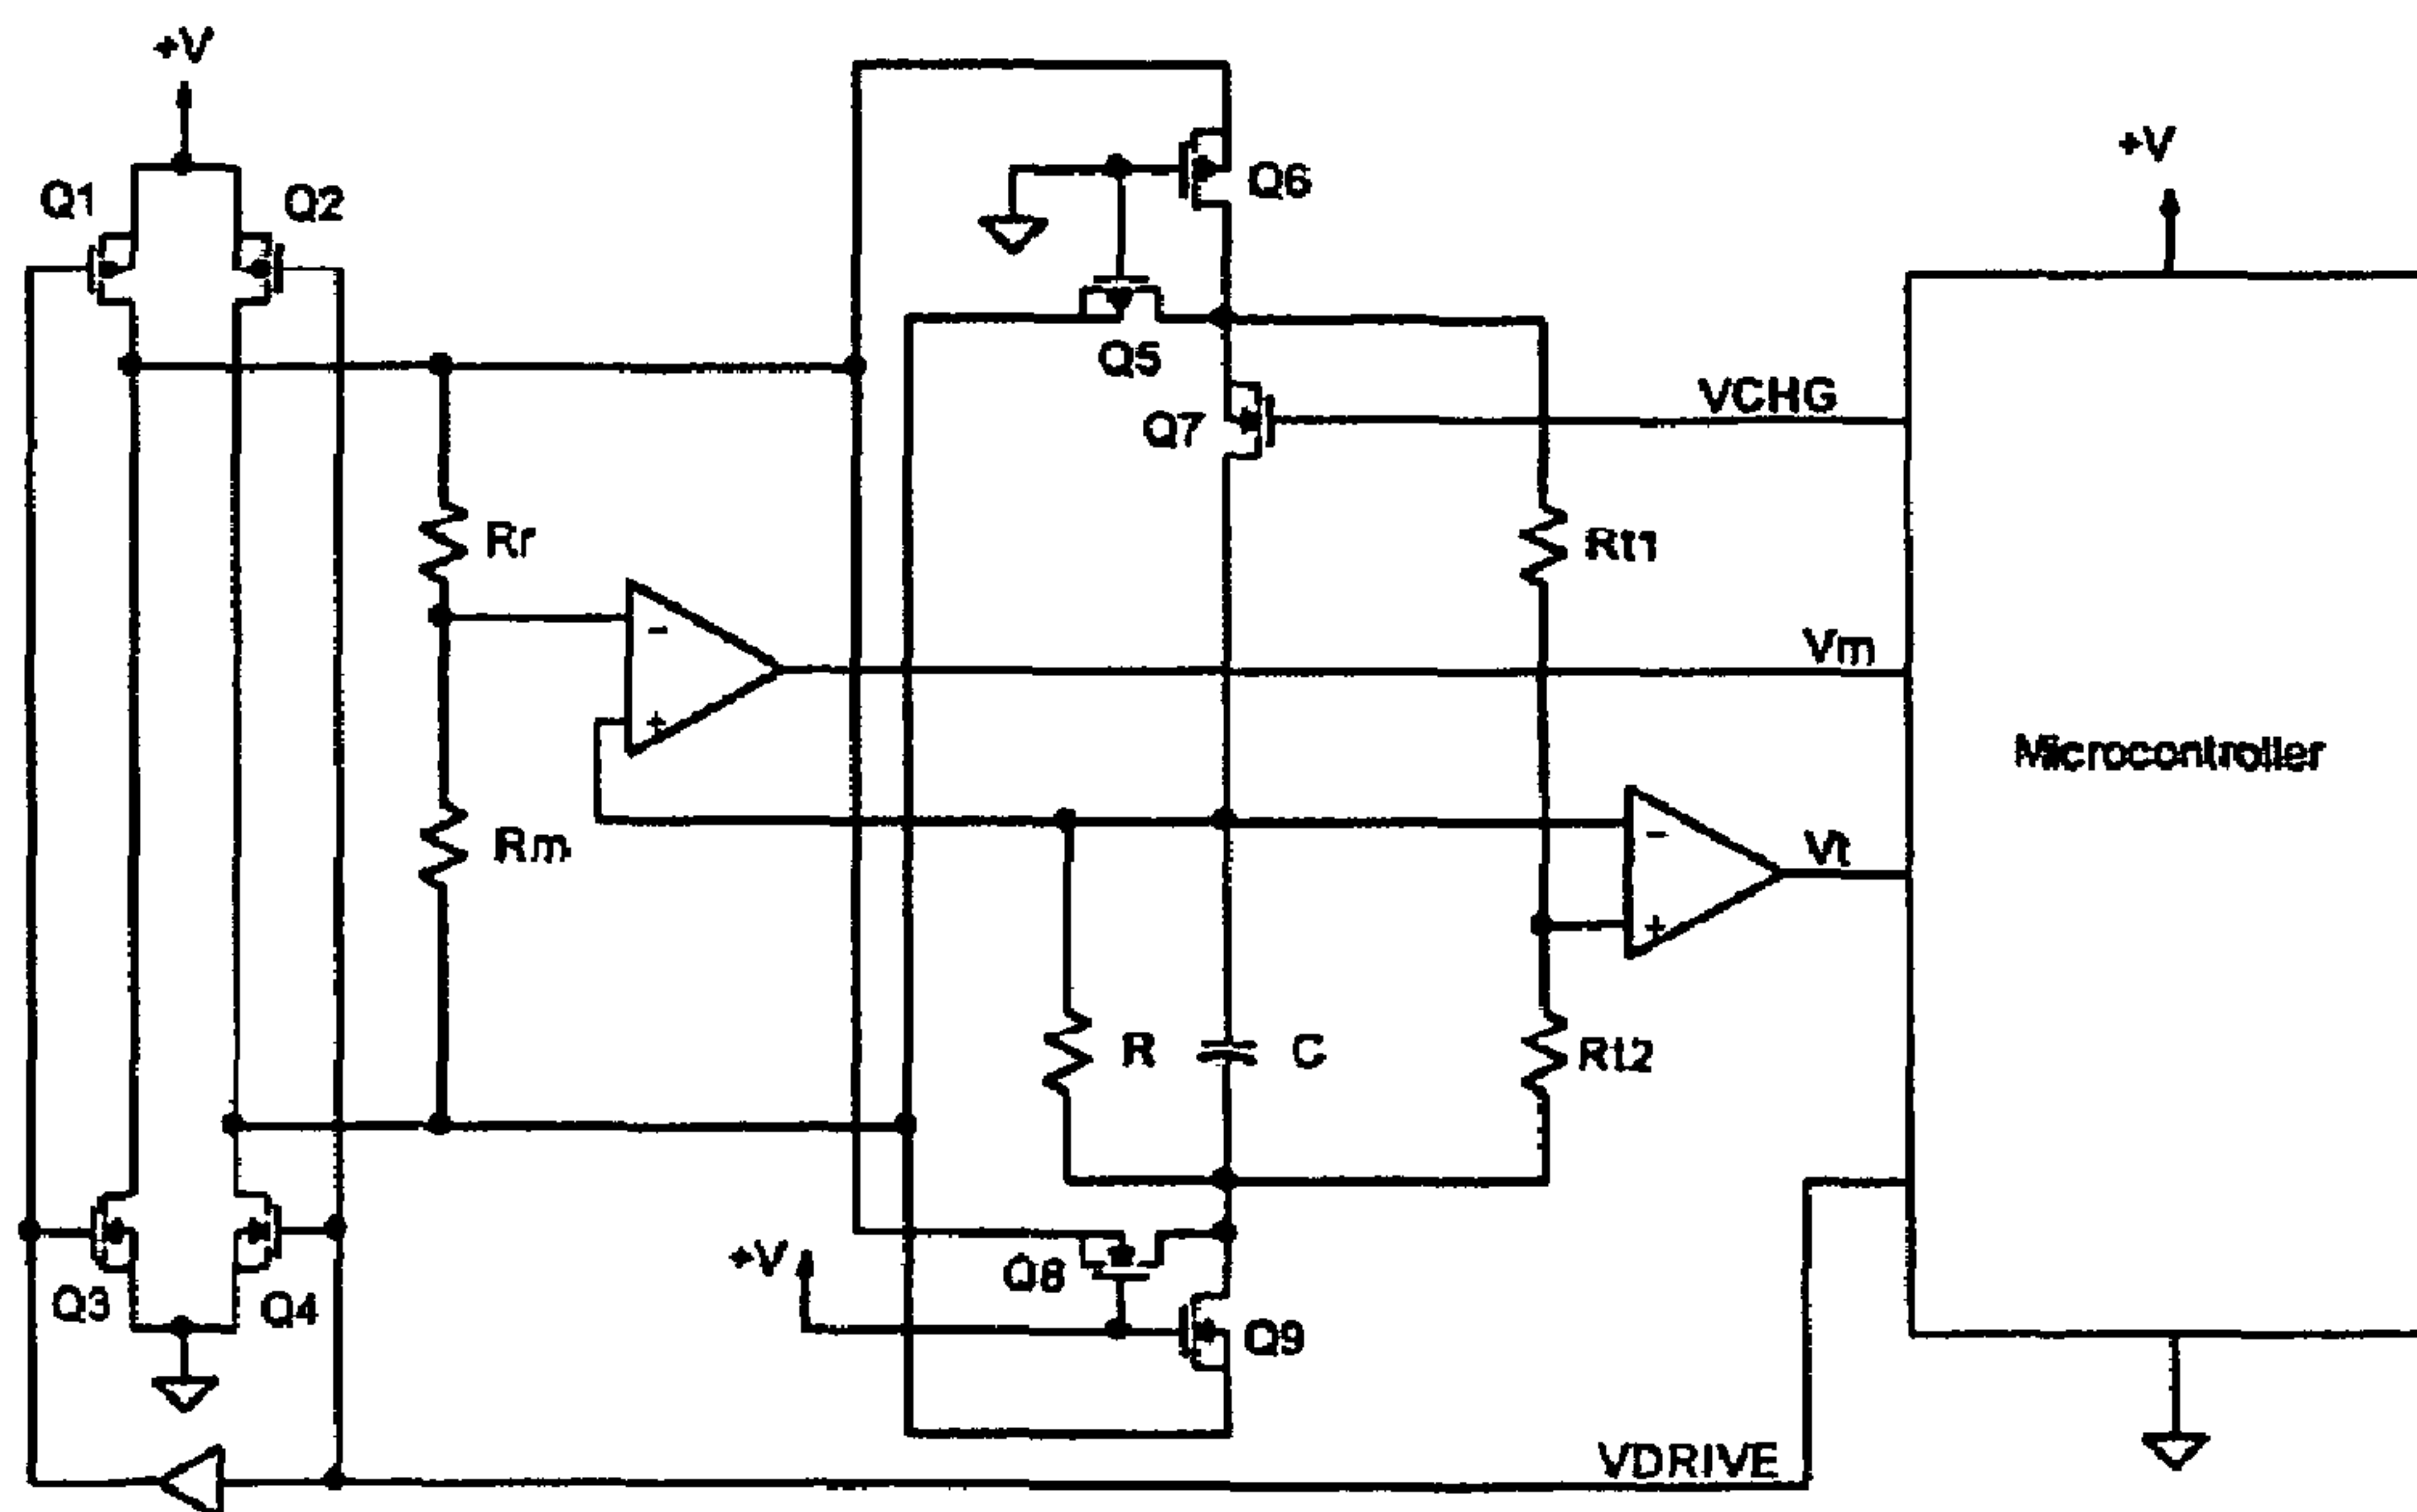 +V
Q1
Q2
Q6
+V
Q5
VCHG
Q7
Rr
Rt1
Vm
-
+
Microcontroller
Rm
-
Vt
+
R
C
Rt2
+V
Q8
Q3
Q4
Q9
VDRIVE